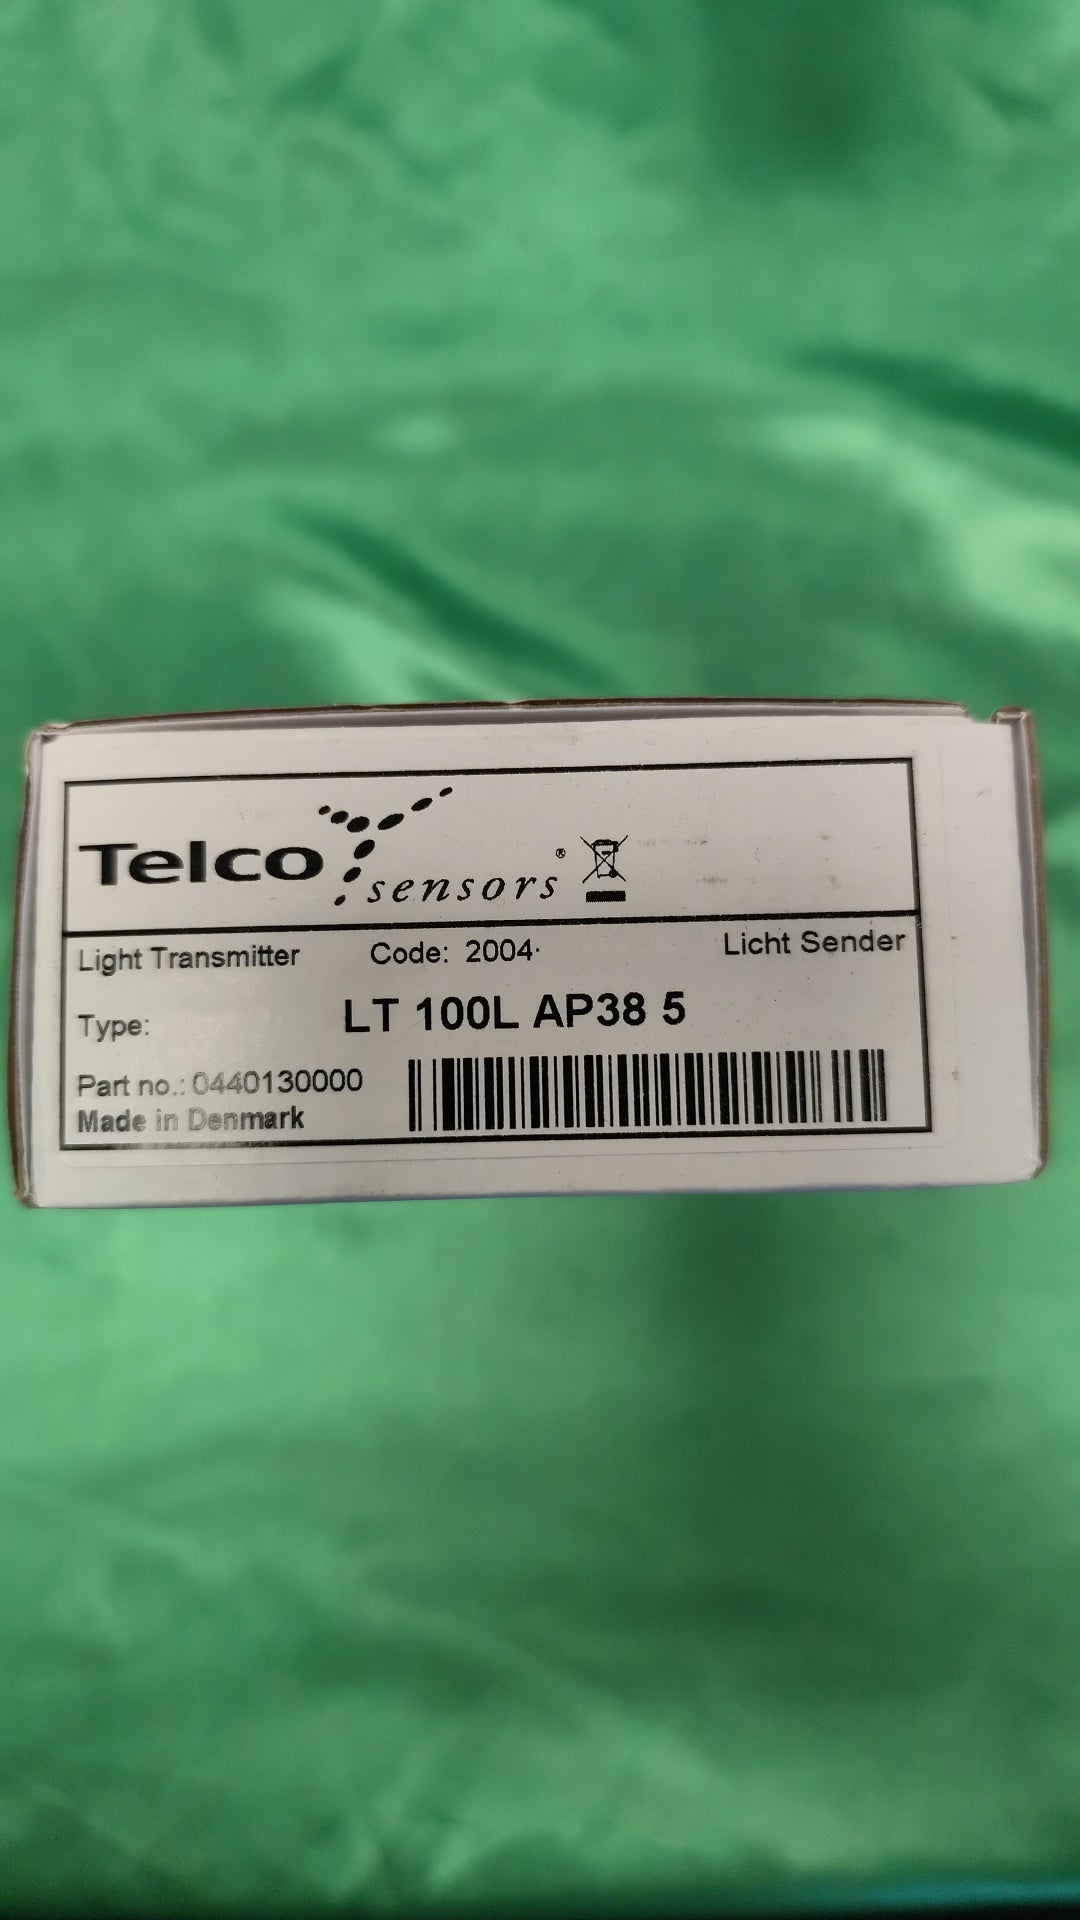 Telco sensors®
Light Transmitter Code: 2004· Licht Sender
Type: LT 100L AP38 5
Part no.: 0440130000
Made in Denmark